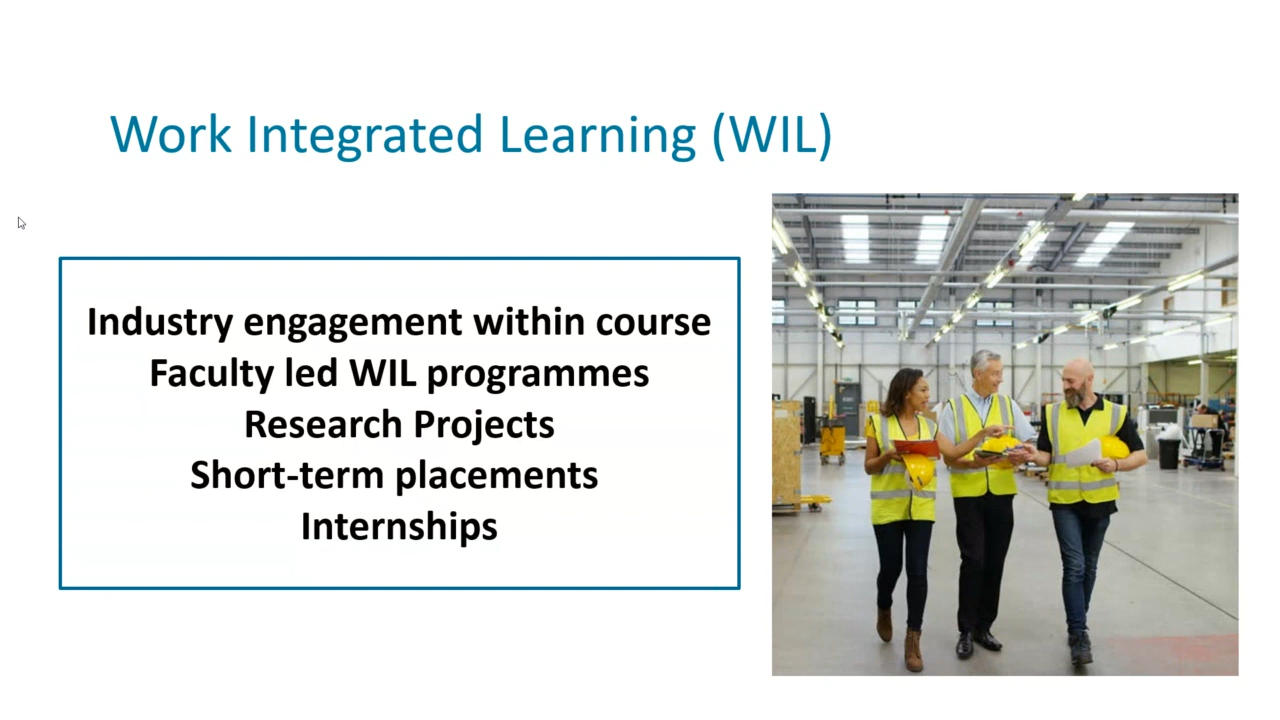 Work Integrated Learning (WIL)
Industry engagement within course
Faculty led WIL programmes
Research Projects
Short-term placements
Internships